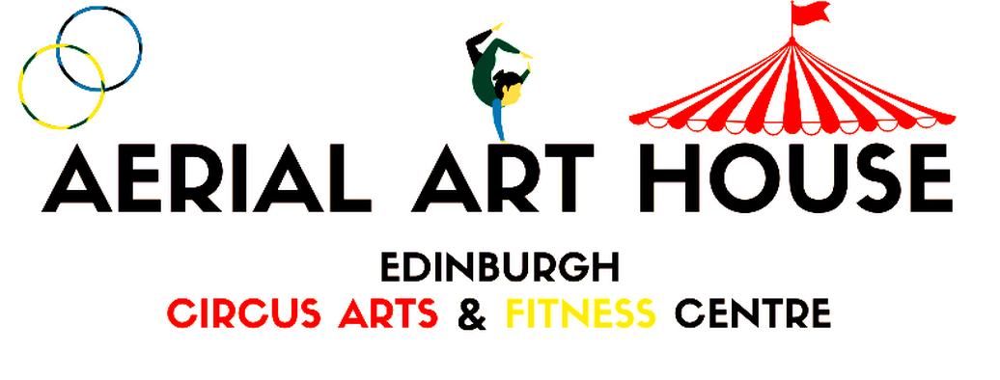 AERIAL ART HOUSE
EDINBURGH
CIRCUS ARTS & FITNESS CENTRE